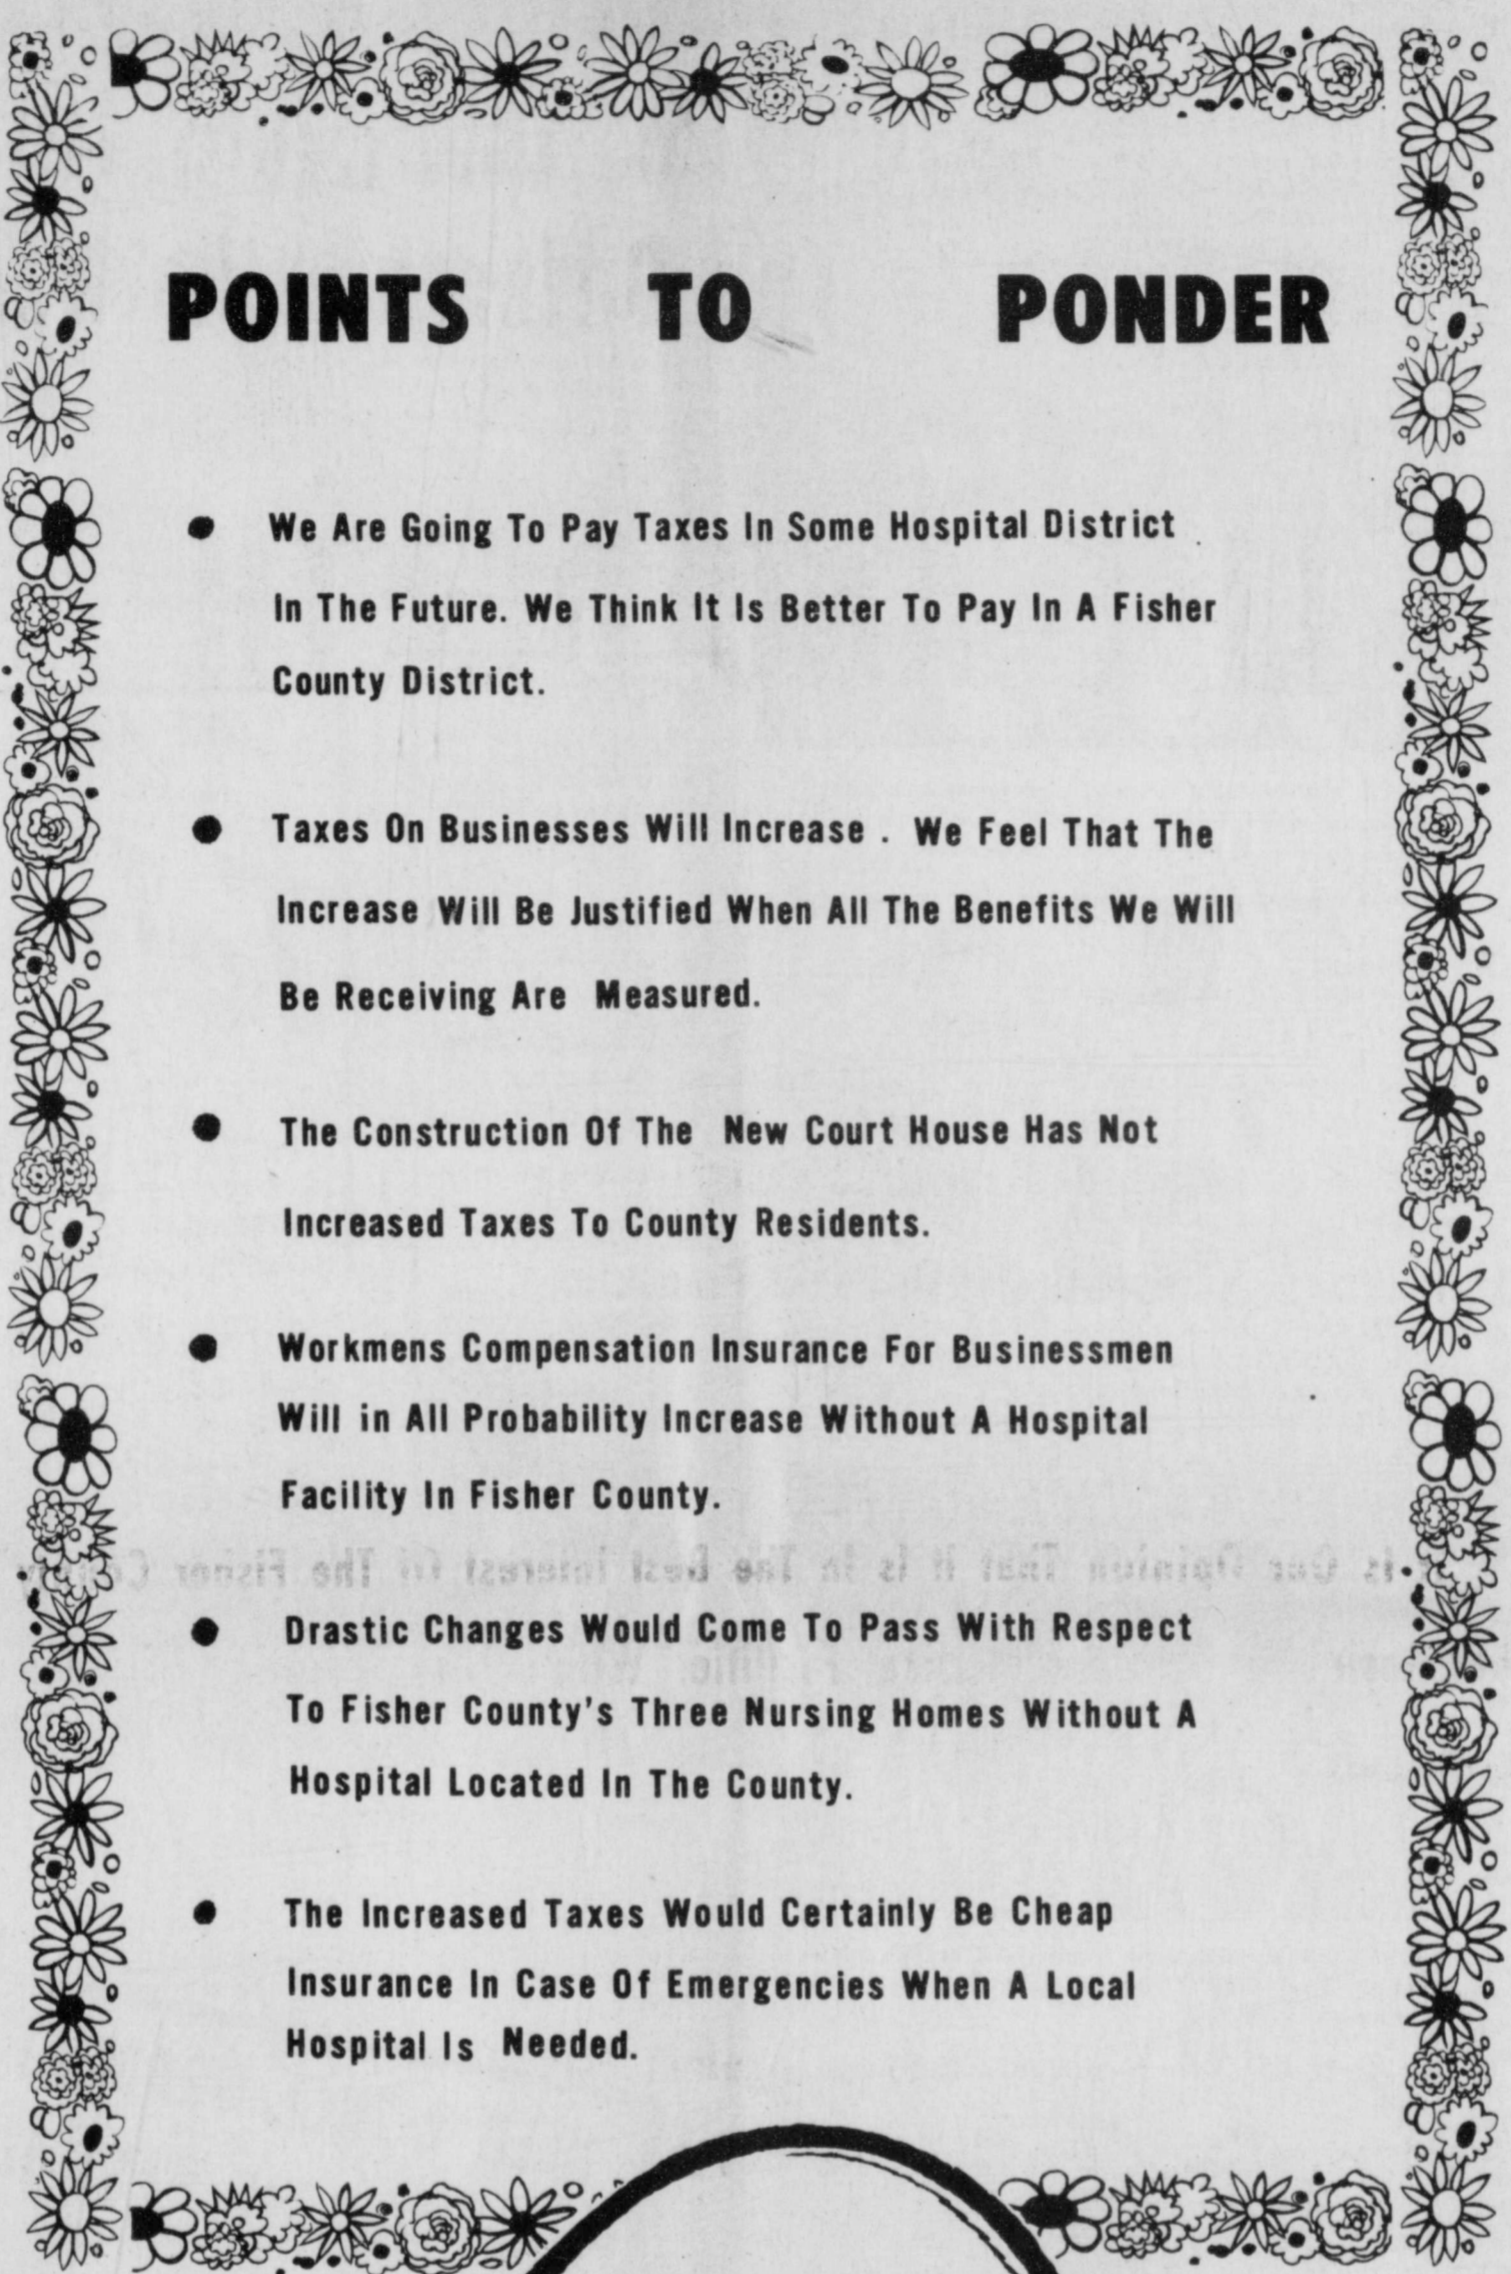 POINTS TO PONDER
● We Are Going To Pay Taxes In Some Hospital District
In The Future. We Think It Is Better To Pay In A Fisher
County District.
● Taxes On Businesses Will Increase . We Feel That The
Increase Will Be Justified When All The Benefits We Will
Be Receiving Are Measured.
● The Construction Of The New Court House Has Not
Increased Taxes To County Residents.
● Workmens Compensation Insurance For Businessmen
Will in All Probability Increase Without A Hospital
Facility In Fisher County.
● Drastic Changes Would Come To Pass With Respect
To Fisher County's Three Nursing Homes Without A
Hospital Located In The County.
● The Increased Taxes Would Certainly Be Cheap
Insurance In Case Of Emergencies When A Local
Hospital Is Needed.